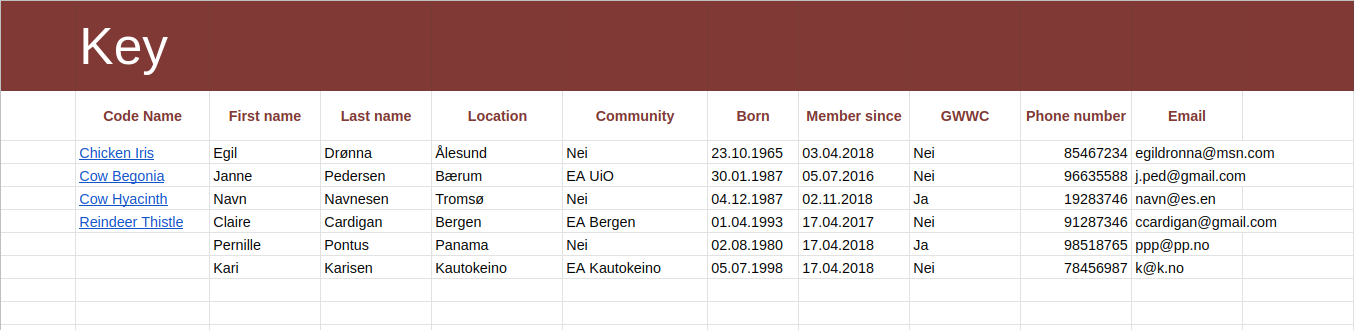 Key
Code Name First name Last name Location Community Born Member since GWWC Phone number Email
Chicken Iris Egil Drønna Ålesund Nei 23.10.1965 03.04.2018 Nei 85467234 egildronna@msn.com
Cow Begonia Janne Pedersen Bærum EA UiO 30.01.1987 05.07.2016 Nei 96635588 j.ped@gmail.com
Cow Hyacinth Navn Navnesen Tromsø Nei 04.12.1987 02.11.2018 Ja 19283746 navn@es.en
Reindeer Thistle Claire Cardigan Bergen EA Bergen 01.04.1993 17.04.2017 Nei 91287346 ccardigan@gmail.com
Pernille Pontus Panama Nei 02.08.1980 17.04.2018 Ja 98518765 ppp@pp.no
Kari Karisen Kautokeino EA Kautokeino 05.07.1998 17.04.2018 Nei 78456987 k@k.no